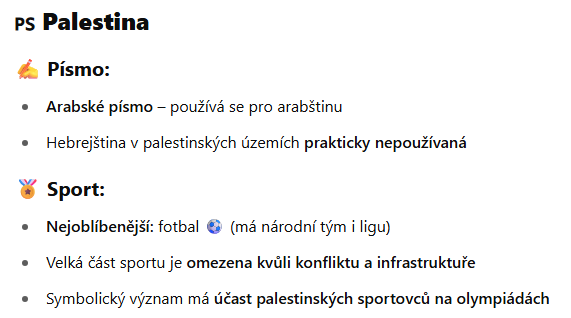 PS Palestina
✍️ Písmo:
• Arabské písmo – používá se pro arabštinu
• Hebrejština v palestinských územích prakticky nepoužívaná
🏅 Sport:
• Nejoblíbenější: fotbal ⚽ (má národní tým i ligu)
• Velká část sportu je omezena kvůli konfliktu a infrastruktuře
• Symbolický význam má účast palestinských sportovců na olympiádách